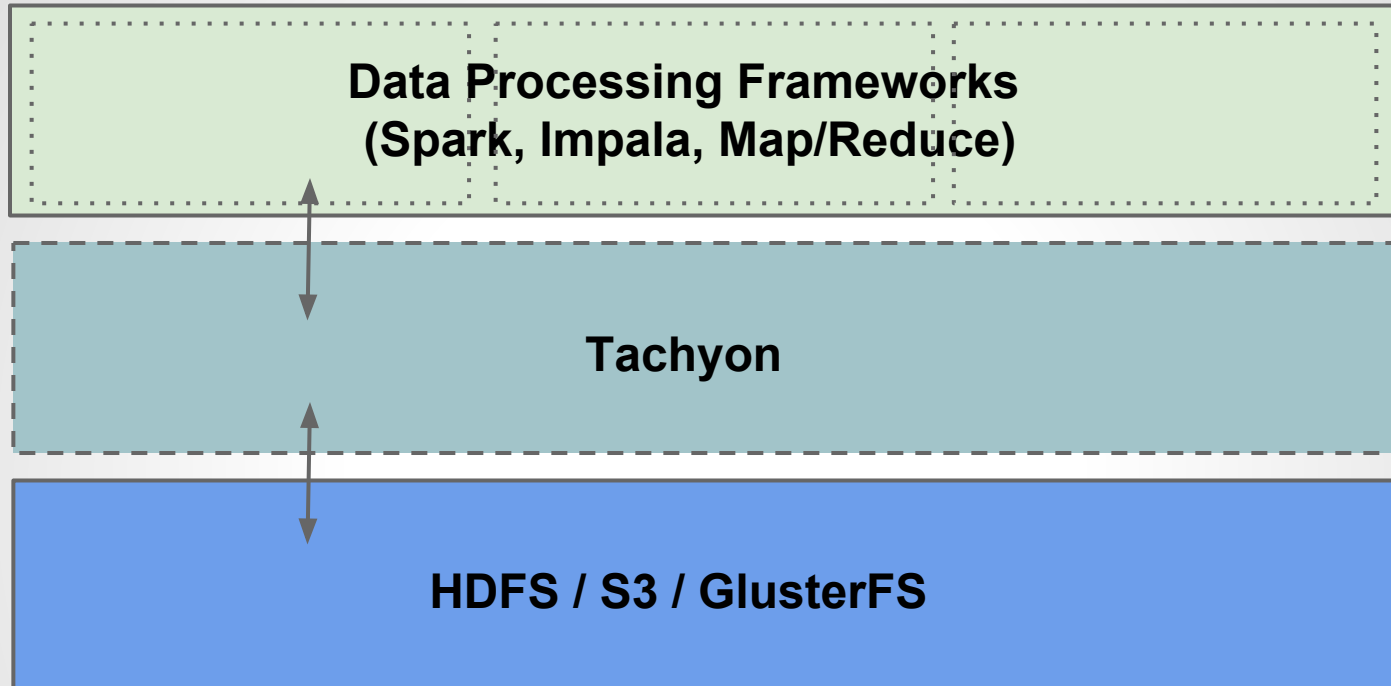 Data Processing Frameworks
(Spark, Impala, Map/Reduce)
Tachyon
HDFS / S3 / GlusterFS